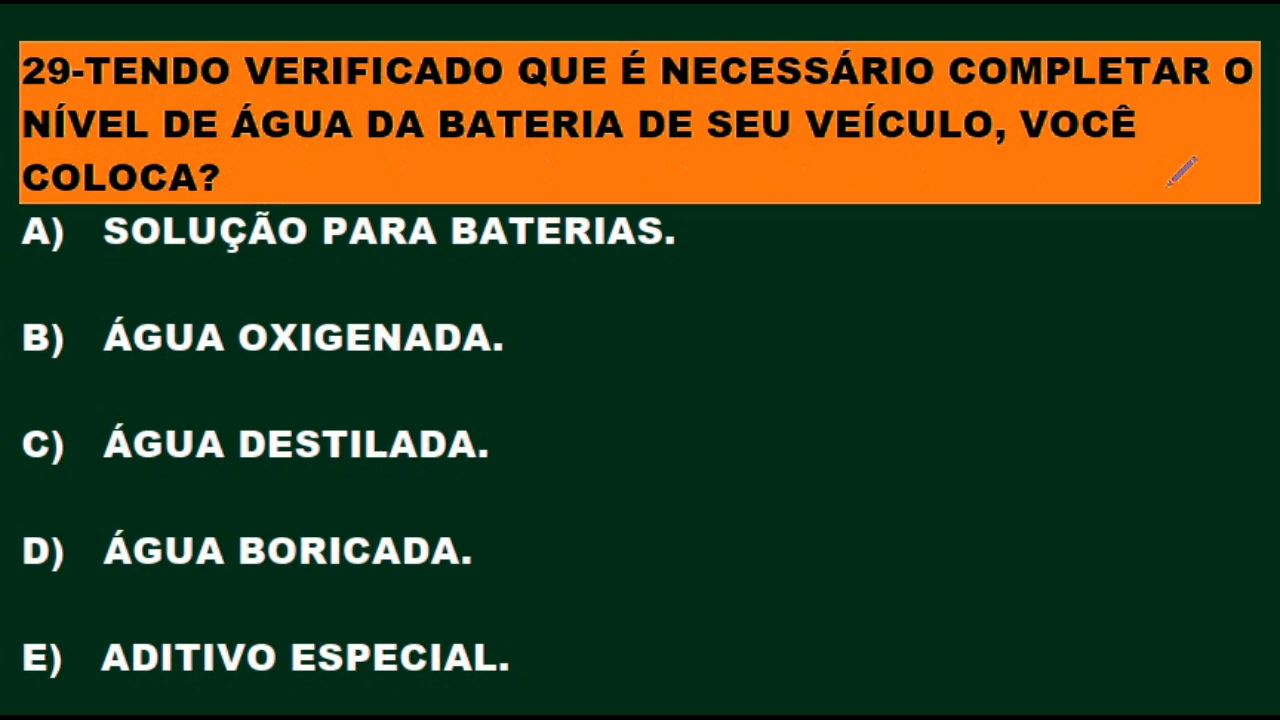 29-TENDO VERIFICADO QUE É NECESSÁRIO COMPLETAR O
NÍVEL DE ÁGUA DA BATERIA DE SEU VEÍCULO, VOCÊ
COLOCA?
A) SOLUÇÃO PARA BATERIAS.
B) ÁGUA OXIGENADA.
C) ÁGUA DESTILADA.
D) ÁGUA BORICADA.
E) ADITIVO ESPECIAL.